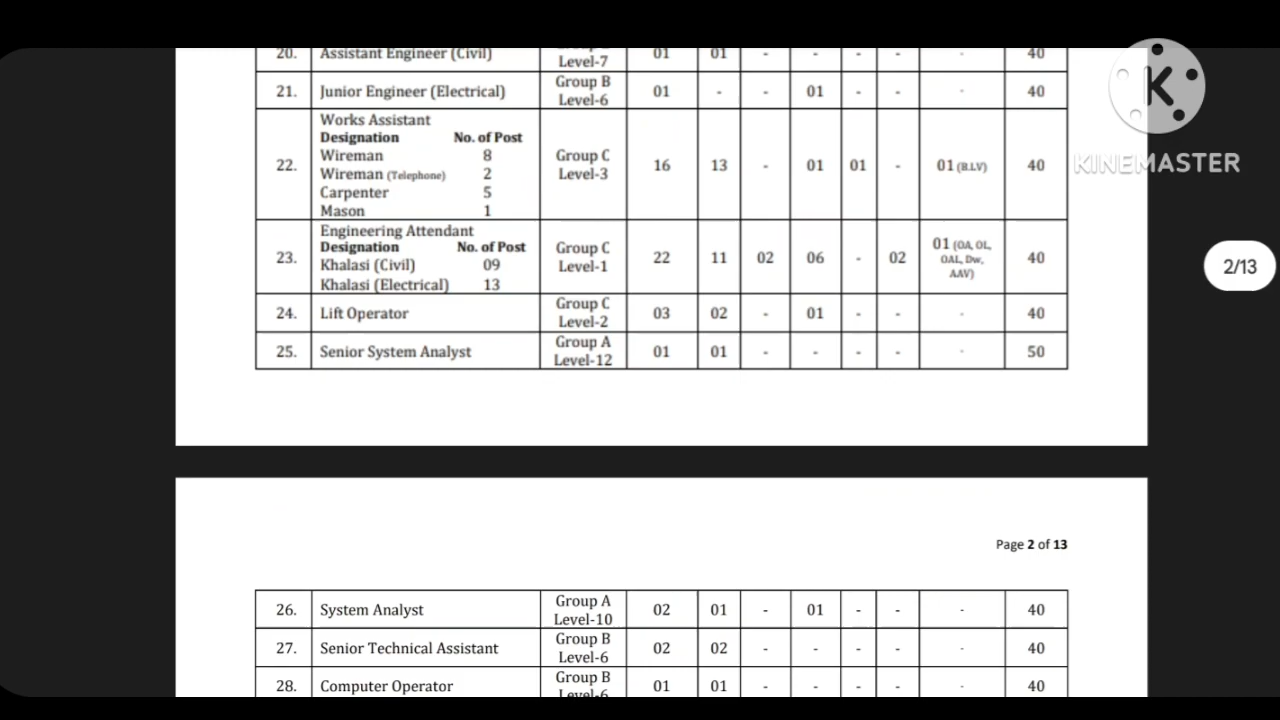 20. Assistant Engineer (Civil) Level-7 01 01 - - - - - 40
21. Junior Engineer (Electrical) Group B Level-6 01 - - 01 - - - 40
22. Works Assistant
Designation No. of Post
Wireman 8
Wireman (Telephone) 2
Carpenter 5
Mason 1
Group C Level-3 16 13 - 01 01 - 01 (B.LV) 40
23. Engineering Attendant
Designation No. of Post
Khalasi (Civil) 09
Khalasi (Electrical) 13
Group C Level-1 22 11 02 06 - 02 01 (OA, OL, OAL, Dw, AAV) 40
24. Lift Operator Group C Level-2 03 02 - 01 - - - 40
25. Senior System Analyst Group A Level-12 01 01 - - - - - 50
Page 2 of 13
26. System Analyst Group A Level-10 02 01 - 01 - - - 40
27. Senior Technical Assistant Group B Level-6 02 02 - - - - - 40
28. Computer Operator Group B Level-6 01 01 - - - - - 40
K
KINEMASTER
2/13